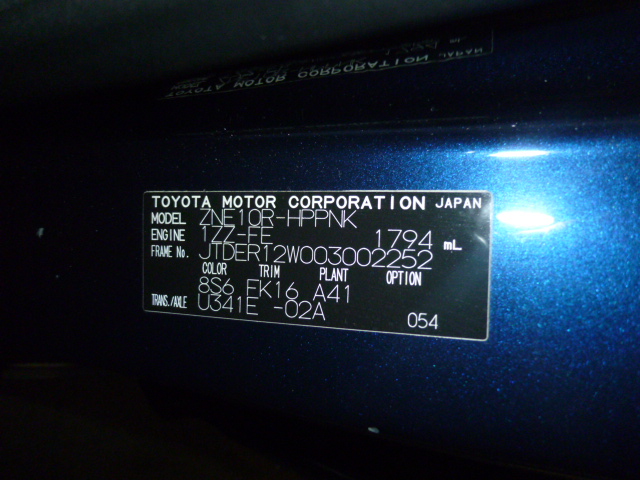 TOYOTA MOTOR CORPORATION JAPAN
MODEL ZNE10R-HPPNK
ENGINE 1ZZ-FE 1794 mL
FRAME No. JTDER12W003002252
COLOR TRIM PLANT OPTION
8S6 FK16 A41
TRANS./AXLE U341E -02A
054